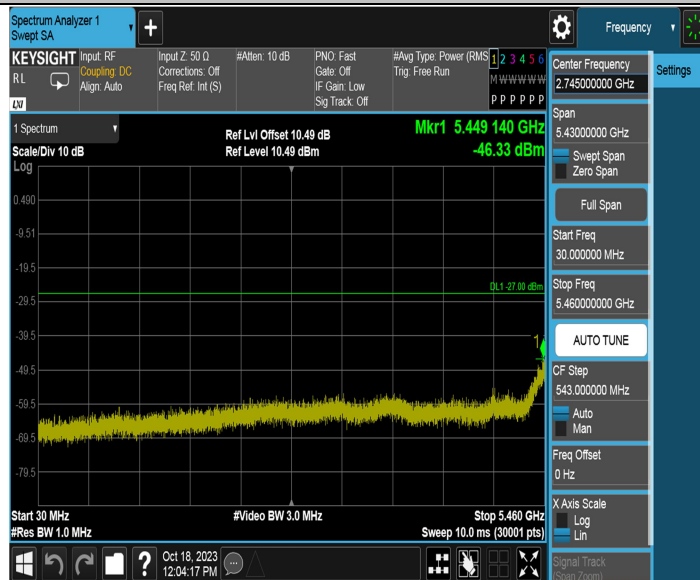 Spectrum Analyzer 1
Swept SA
Frequency
KEYSIGHT
RL
LXI
Input: RF
Coupling: DC
Align: Auto
Input Z: 50 Ω
Corrections: Off
Freq Ref: Int (S)
#Atten: 10 dB
PNO: Fast
Gate: Off
IF Gain: Low
Sig Track: Off
#Avg Type: Power (RMS
Trig: Free Run
1 2 3 4 5 6
M W W W W W
P P P P P P
1 Spectrum
Scale/Div 10 dB
Log
Ref Lvl Offset 10.49 dB
Ref Level 10.49 dBm
Mkr1 5.449 140 GHz
-46.33 dBm
0.490
-9.51
-19.5
-29.5
-39.5
-49.5
-59.5
-69.5
-79.5
DL1 -27.00 dBm
1
Start 30 MHz
#Res BW 1.0 MHz
#Video BW 3.0 MHz
Stop 5.460 GHz
Sweep 10.0 ms (30001 pts)
Oct 18, 2023
12:04:17 PM
Center Frequency
2.745000000 GHz
Span
5.43000000 GHz
Swept Span
Zero Span
Full Span
Start Freq
30.000000 MHz
Stop Freq
5.460000000 GHz
AUTO TUNE
CF Step
543.000000 MHz
Auto
Man
Freq Offset
0 Hz
X Axis Scale
Log
Lin
Signal Track
(Span Zoom)
Settings